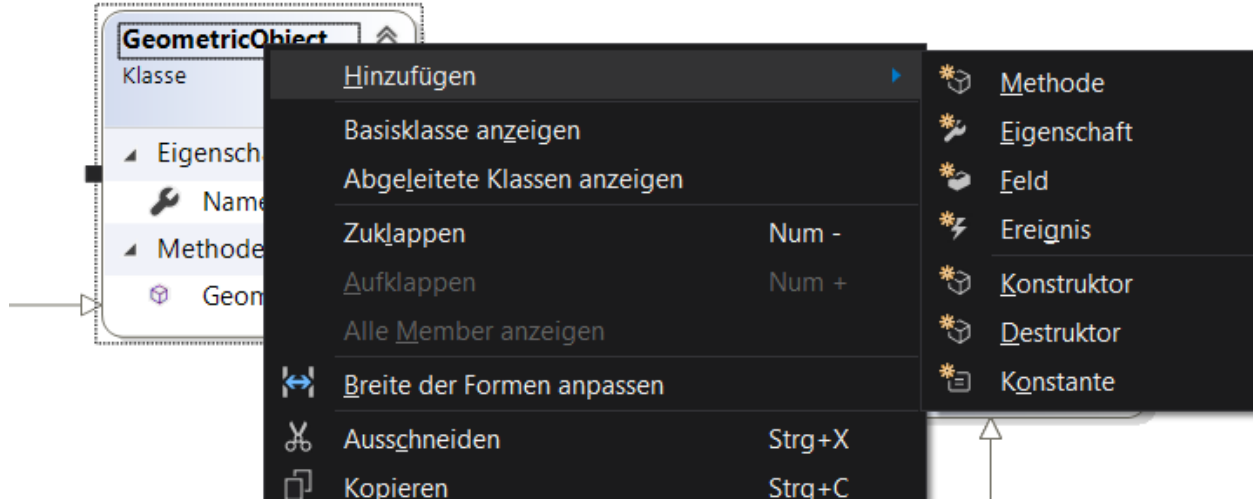 GeometricObject
Klasse
Eigensch
Name
Methode
Geom
Hinzufügen
Basisklasse anzeigen
Abgeleitete Klassen anzeigen
Zuklappen Num -
Aufklappen Num +
Alle Member anzeigen
Breite der Formen anpassen
Ausschneiden Strg+X
Kopieren Strg+C
Methode
Eigenschaft
Feld
Ereignis
Konstruktor
Destruktor
Konstante